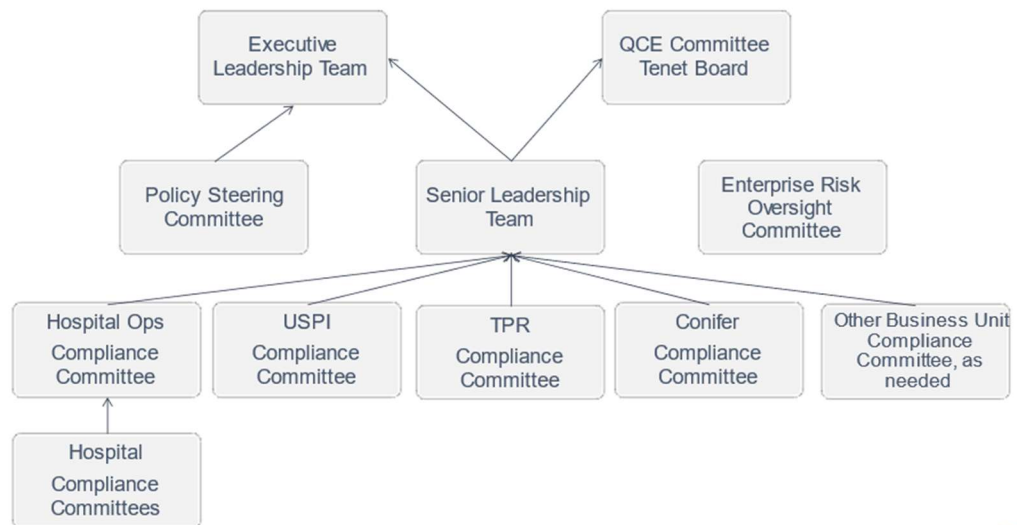 Executive
Leadership Team
QCE Committee
Tenet Board
Policy Steering
Committee
Senior Leadership
Team
Enterprise Risk
Oversight
Committee
Hospital Ops
Compliance
Committee
USPI
Compliance
Committee
TPR
Compliance
Committee
Conifer
Compliance
Committee
Other Business Unit
Compliance
Committee, as
needed
Hospital
Compliance
Committees